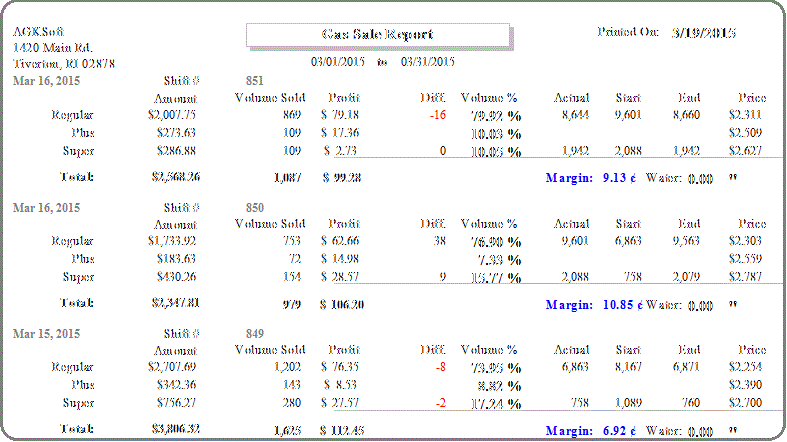 AGKSoft Gas Sale Report Printed On: 3/19/2015
1420 Main Rd.
Tiverton, RI 02878 03/01/2015 to 03/31/2015
Mar 16, 2015 Shift # 851
Amount Volume Sold Profit Diff. Volume % Actual Start End Price
Regular $2,007.75 869 $ 79.18 -16 79.92 % 8,644 9,601 8,660 $2.311
Plus $273.63 109 $ 17.36 10.03 % $2.509
Super $286.88 109 $ 2.73 0 10.05 % 1,942 2,088 1,942 $2.627
Total: $2,568.26 1,087 $ 99.28 Margin: 9.13 ¢ Water: 0.00 "
Mar 16, 2015 Shift # 850
Amount Volume Sold Profit Diff. Volume % Actual Start End Price
Regular $1,733.92 753 $ 62.66 38 76.90 % 9,601 6,863 9,563 $2.303
Plus $183.63 72 $ 14.98 7.33 % $2.559
Super $430.26 154 $ 28.57 9 15.77 % 2,088 758 2,079 $2.787
Total: $2,347.81 979 $ 106.20 Margin: 10.85 ¢ Water: 0.00 "
Mar 15, 2015 Shift # 849
Amount Volume Sold Profit Diff. Volume % Actual Start End Price
Regular $2,707.69 1,202 $ 76.35 -8 73.95 % 6,863 8,167 6,871 $2.254
Plus $342.36 143 $ 8.53 8.82 % $2.390
Super $756.27 280 $ 27.57 -2 17.24 % 758 1,089 760 $2.700
Total: $3,806.32 1,625 $ 112.45 Margin: 6.92 ¢ Water: 0.00 "